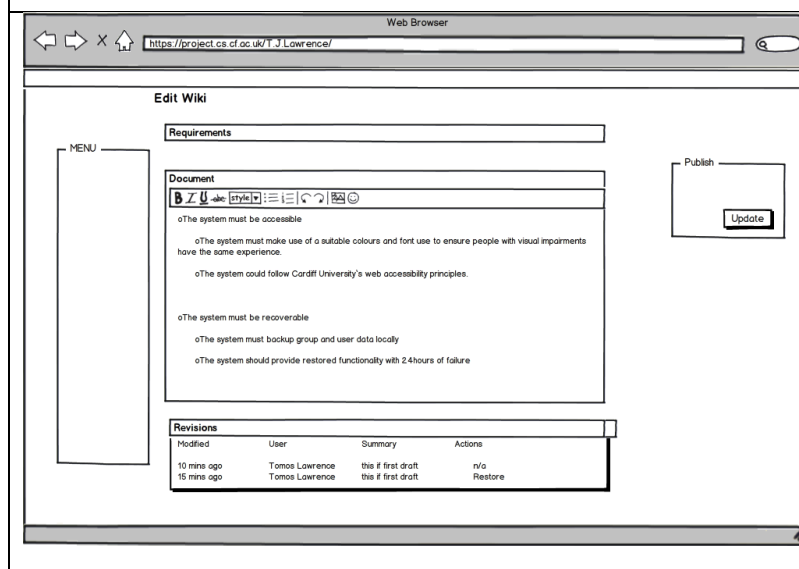 Web Browser
https://project.cs.cf.ac.uk/T.J.Lawrence/
Edit Wiki
Requirements
MENU
Publish
Update
Document
B I U abc style
oThe system must be accessible
oThe system must make use of a suitable colours and font use to ensure people with visual impairments
have the same experience.
oThe system could follow Cardiff University's web accessibility principles.
oThe system must be recoverable
oThe system must backup group and user data locally
oThe system should provide restored functionality with 24hours of failure
Revisions
Modified User Summary Actions
10 mins ago Tomos Lawrence this if first draft n/a
15 mins ago Tomos Lawrence this if first draft Restore